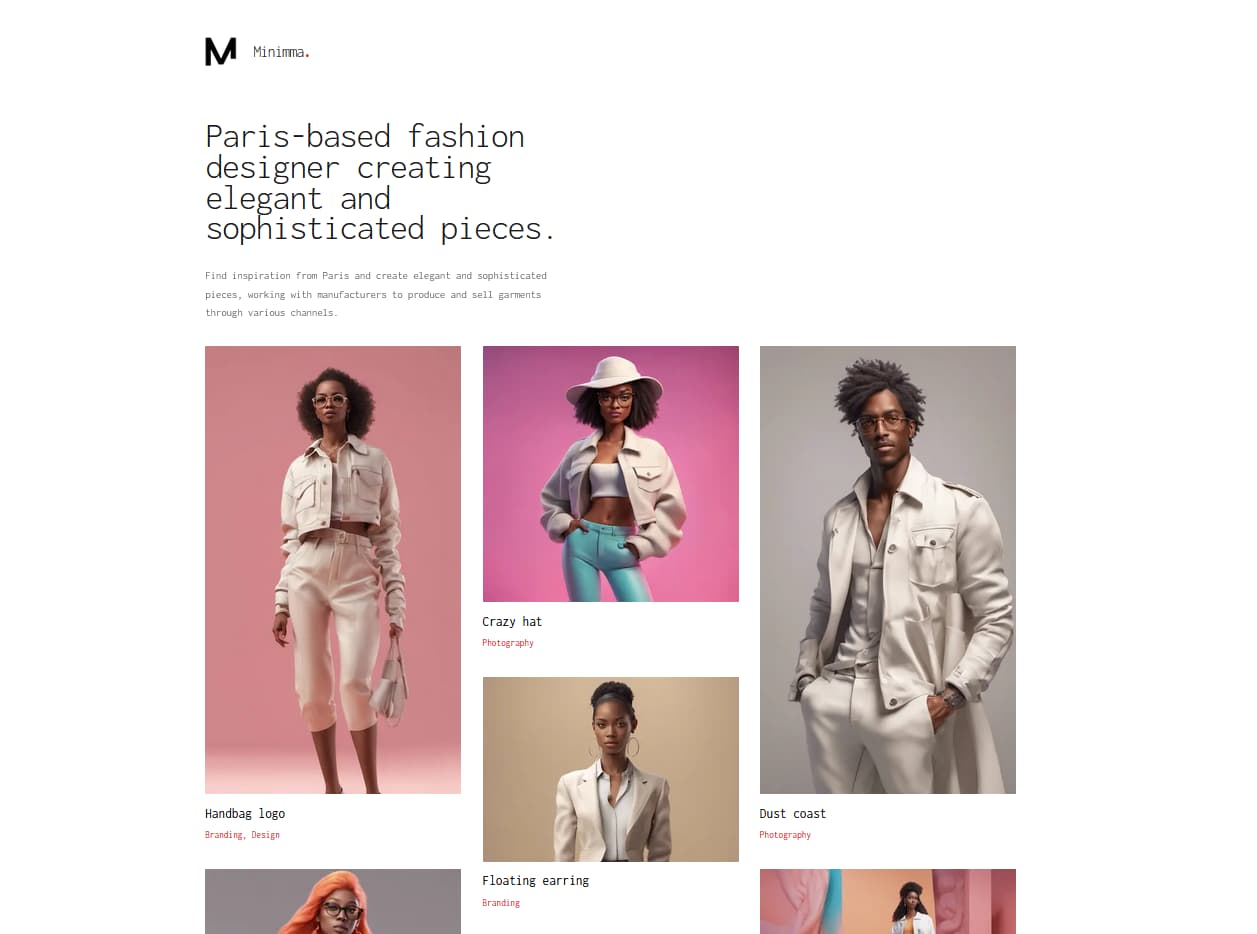 M
Minimma.
Paris-based fashion
designer creating
elegant and
sophisticated pieces.
Find inspiration from Paris and create elegant and sophisticated
pieces, working with manufacturers to produce and sell garments
through various channels.
Crazy hat
Photography
Handbag logo
Branding, Design
Dust coast
Photography
Floating earring
Branding